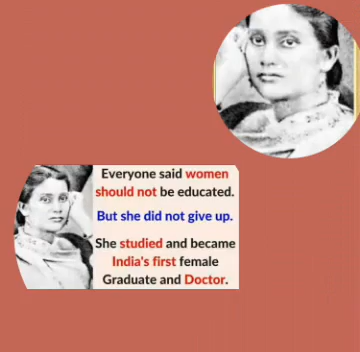 Everyone said women
should not be educated.
But she did not give up.
She studied and became
India's first female
Graduate and Doctor.